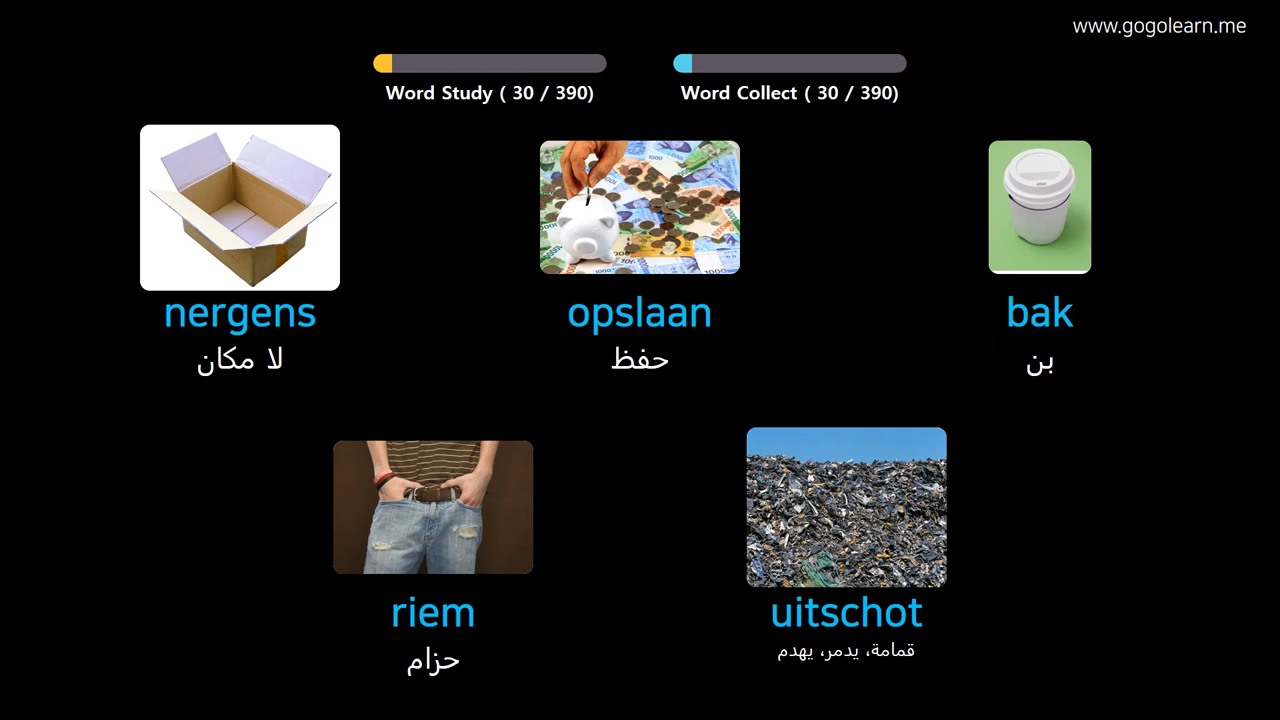 www.gogolearn.me
Word Study ( 30 / 390)
Word Collect ( 30 / 390)
nergens
لا مكان
opslaan
حفظ
bak
بن
riem
حزام
uitschot
قمامة، يدمر، يهدم